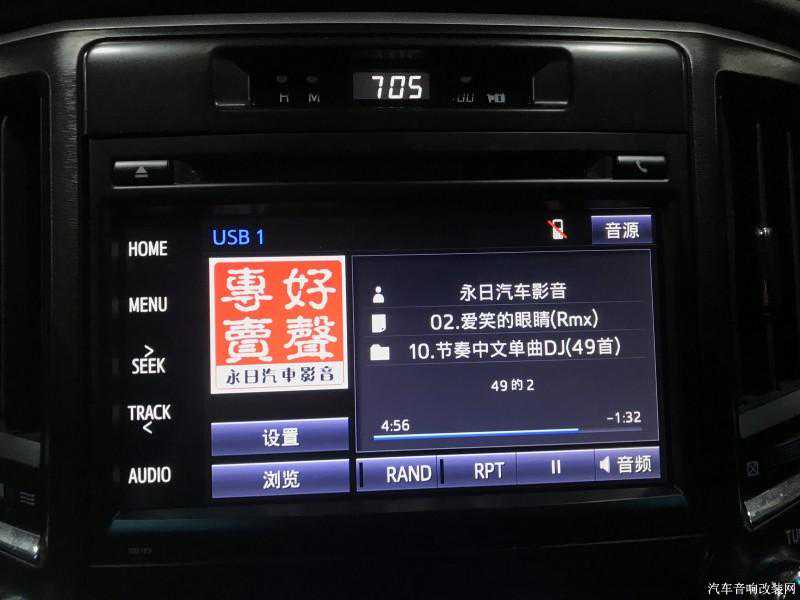 705
H M :00
HOME
MENU
SEEK
TRACK
AUDIO
USB 1
音源
專好
賣聲
永日汽車影音
永日汽车影音
02.爱笑的眼睛(Rmx)
10.节奏中文单曲DJ(49首)
49 的 2
4:56
-1:32
设置
浏览
RAND
RPT
音频
汽车音响改装网